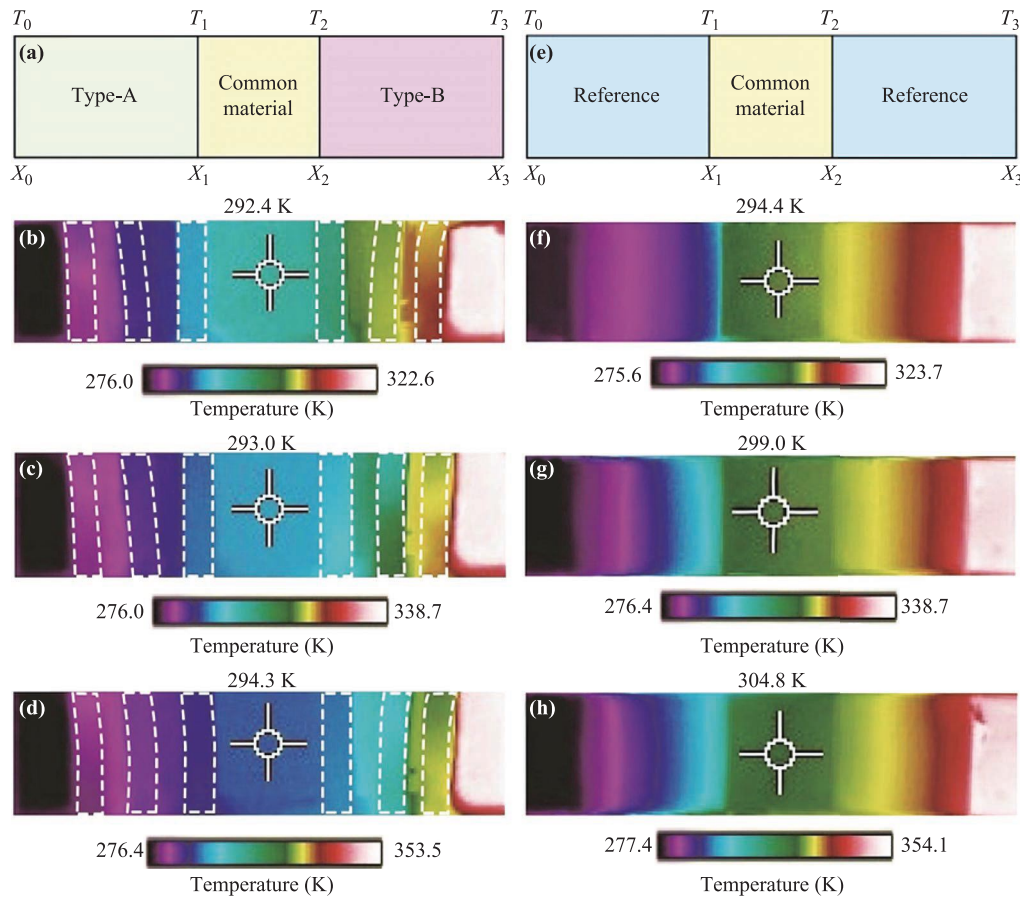 T0 T1 T2 T3
(a)
Type-A
Common
material
Type-B
X0 X1 X2 X3
292.4 K
(b)
276.0 322.6
Temperature (K)
293.0 K
(c)
276.0 338.7
Temperature (K)
294.3 K
(d)
276.4 353.5
Temperature (K)
T0 T1 T2 T3
(e)
Reference
Common
material
Reference
X0 X1 X2 X3
294.4 K
(f)
275.6 323.7
Temperature (K)
299.0 K
(g)
276.4 338.7
Temperature (K)
304.8 K
(h)
277.4 354.1
Temperature (K)